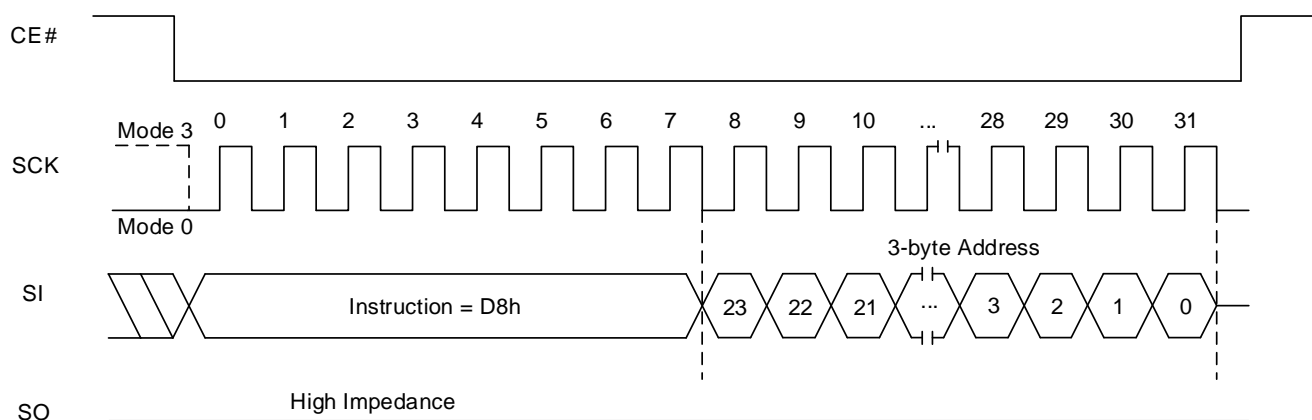 CE#
Mode 3
0 1 2 3 4 5 6 7 8 9 10 ... 28 29 30 31
SCK
Mode 0
3-byte Address
SI
Instruction = D8h
23 22 21 ... 3 2 1 0
High Impedance
SO